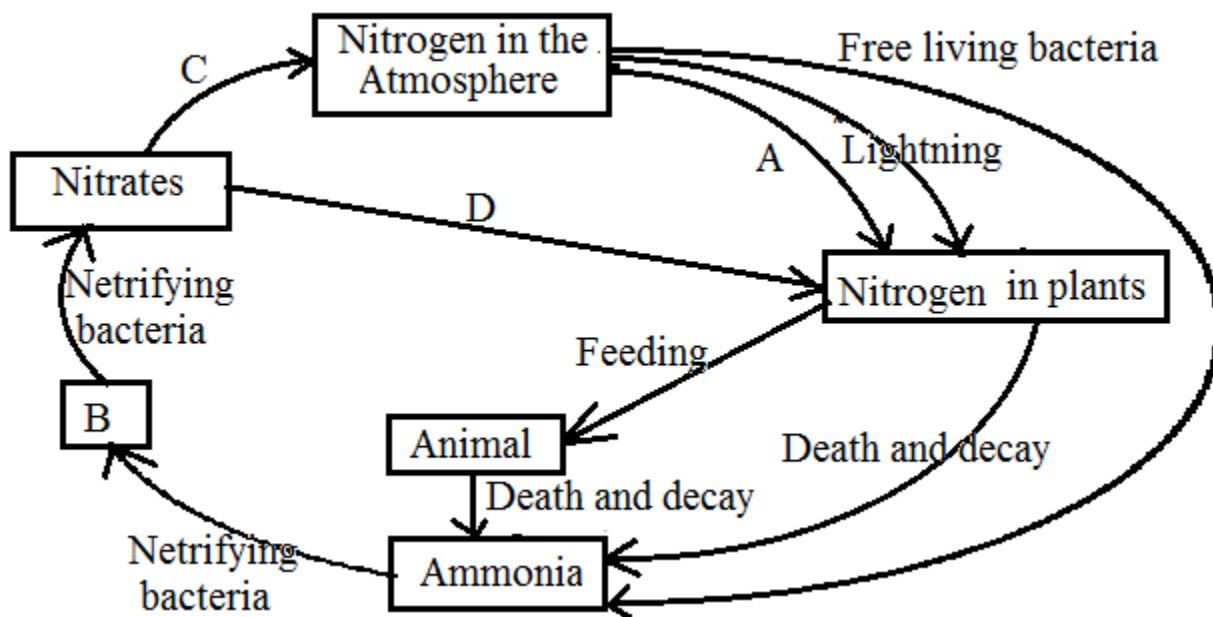 Nitrogen in the
Atmosphere
Free living bacteria
C
A
Lightning
Nitrates
D
Netrifying
bacteria
Nitrogen in plants
Feeding
B
Animal
Death and decay
Death and decay
Netrifying
bacteria
Ammonia